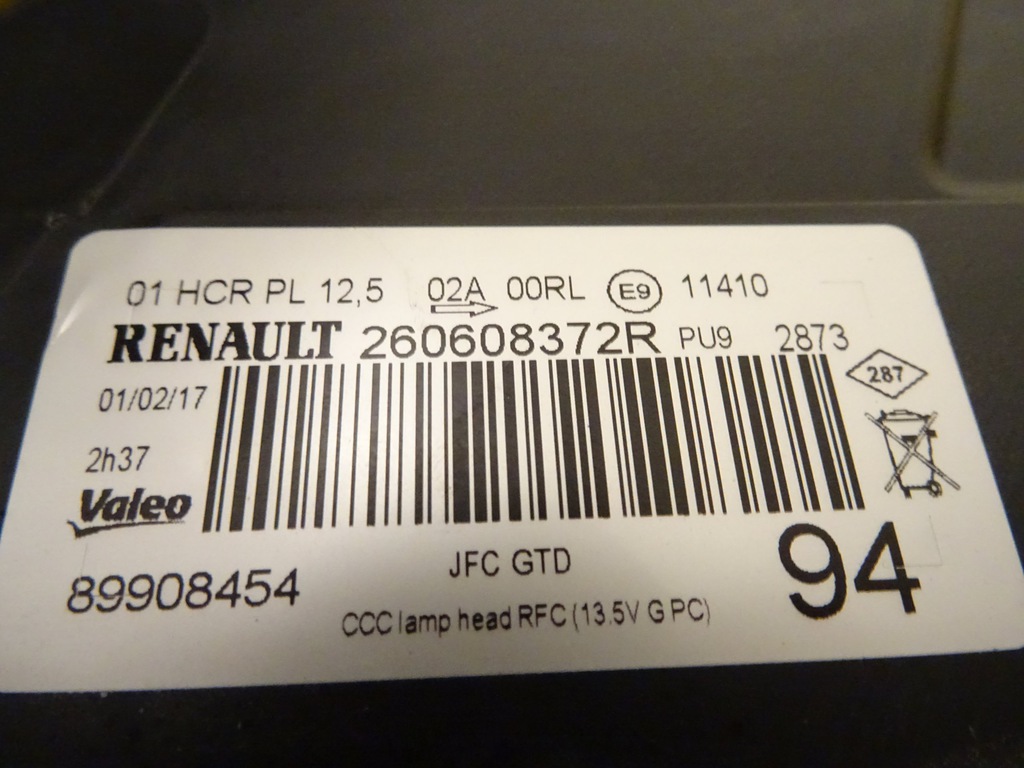 01 HCR PL 12,5 02A 00RL E9 11410
RENAULT 260608372R PU9 2873
287
01/02/17
2h37
Valeo
94
JFC GTD
89908454
CCC lamp head RFC (13.5V G PC)